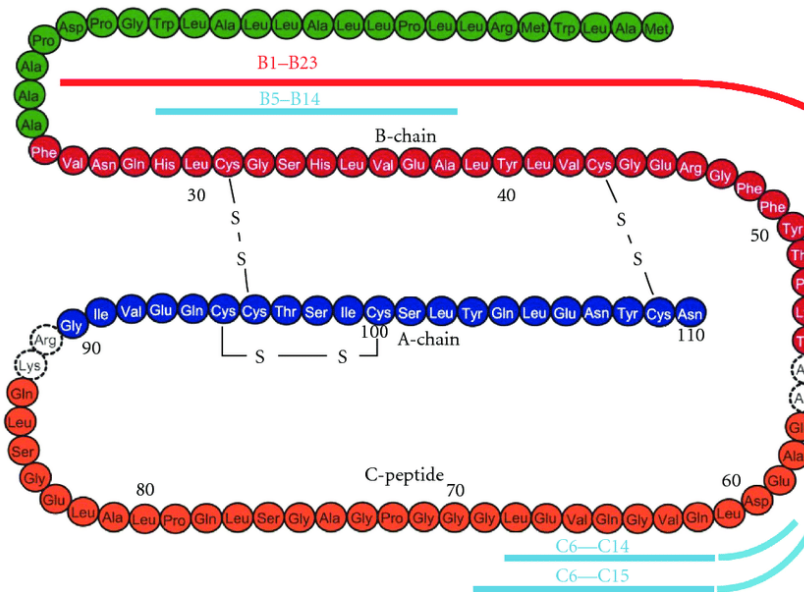 Asp Pro Gly Trp Leu Ala Leu Leu Ala Leu Leu Pro Leu Leu Arg Met Trp Leu Ala Met
Pro
Ala
Ala
Ala
B1–B23
B5–B14
B-chain
Phe Val Asn Gln His Leu Cys Gly Ser His Leu Val Glu Ala Leu Tyr Leu Val Cys Gly Glu Arg Gly Phe Phe Tyr
30
40
50
S
S
S
S
Gly Ile Val Glu Gln Cys Cys Thr Ser Ile Cys Ser Leu Tyr Gln Leu Glu Asn Tyr Cys Asn
90
100
110
A-chain
S
S
Arg
Lys
Gln
Leu
Ser
Gly
Glu
C-peptide
80
70
60
Leu Ala Leu Pro Gln Leu Ser Gly Ala Gly Pro Gly Gly Gly Leu Glu Val Gln Gly Val Gln Leu Asp Glu Ala
C6—C14
C6—C15